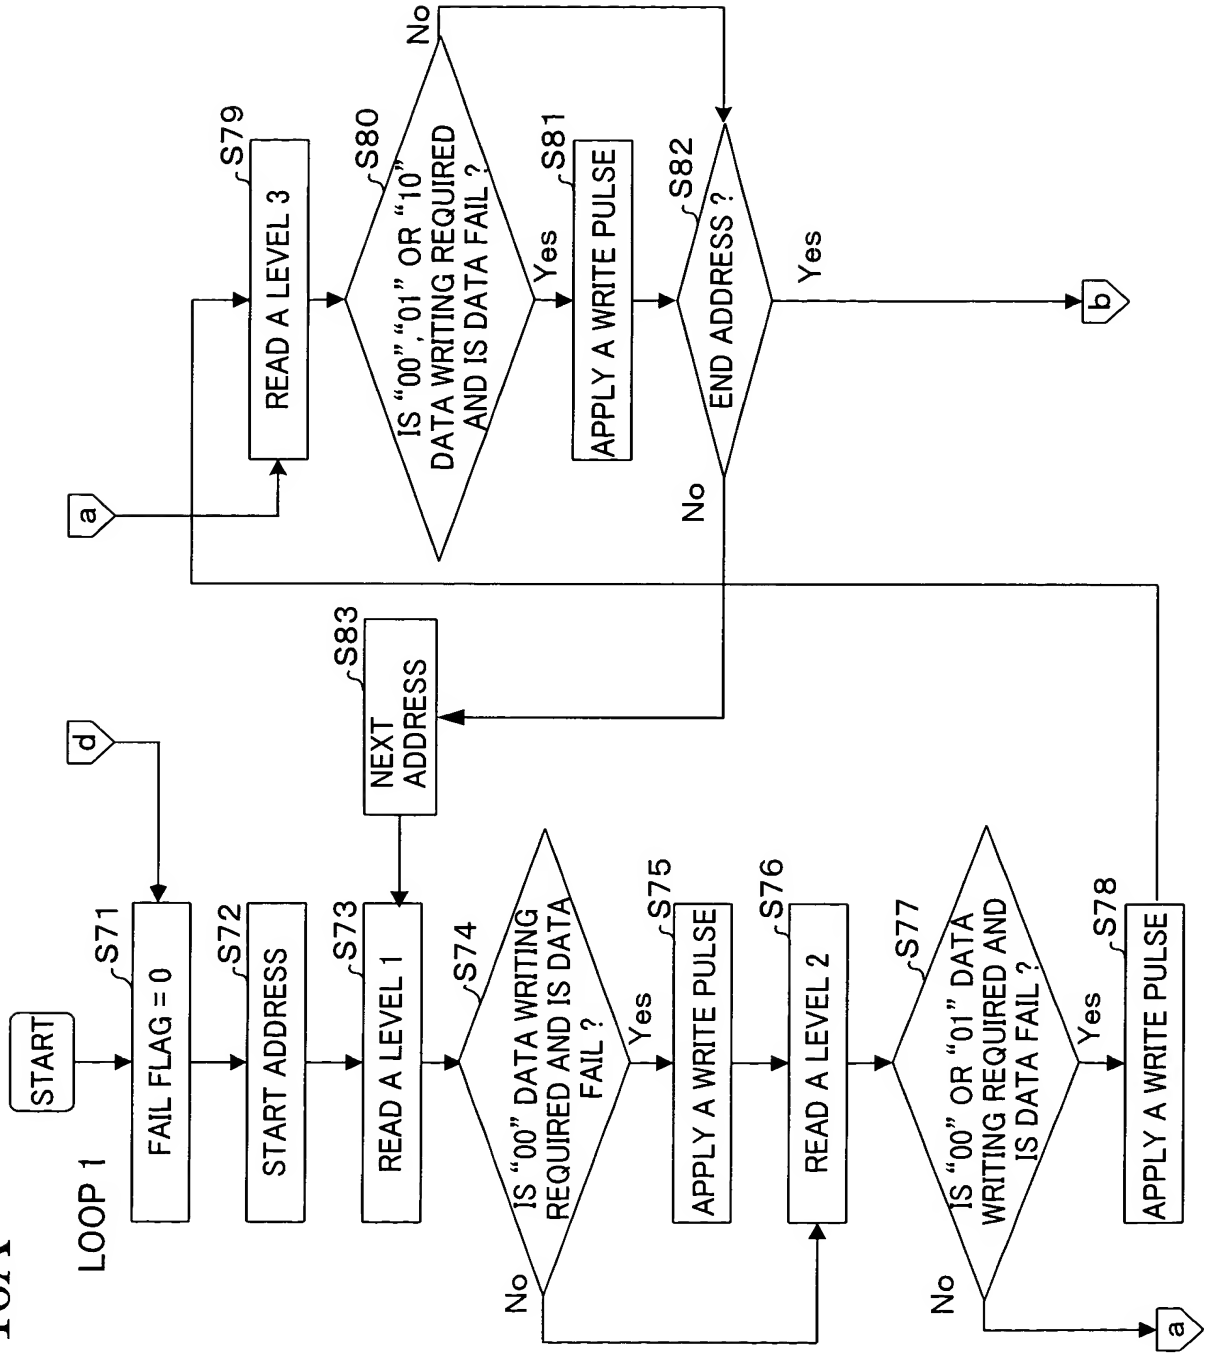 LOOP 1
START
d
S71
FAIL FLAG = 0
S72
START ADDRESS
S73
READ A LEVEL 1
S83
NEXT
ADDRESS
S74
IS “00” DATA WRITING
REQUIRED AND IS DATA
FAIL ?
No
Yes
S75
APPLY A WRITE PULSE
S76
READ A LEVEL 2
S77
IS “00” OR “01” DATA
WRITING REQUIRED AND
IS DATA FAIL ?
No
Yes
S78
APPLY A WRITE PULSE
a
a
S79
READ A LEVEL 3
S80
IS “00”,“01” OR “10”
DATA WRITING REQUIRED
AND IS DATA FAIL ?
No
Yes
S81
APPLY A WRITE PULSE
S82
END ADDRESS ?
No
Yes
b